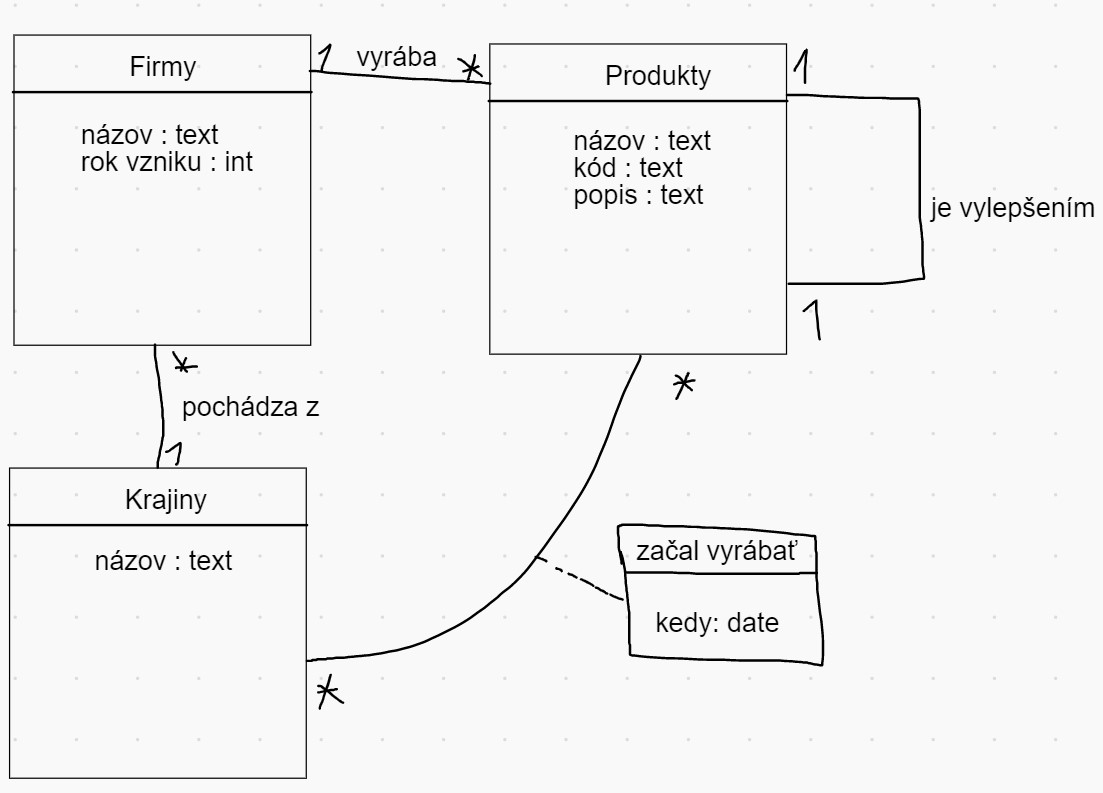 Firmy
názov : text
rok vzniku : int
1 vyrába *
Produkty
názov : text
kód : text
popis : text
1
je vylepšením
1
*
pochádza z
1
Krajiny
názov : text
*
začal vyrábať
kedy: date
*